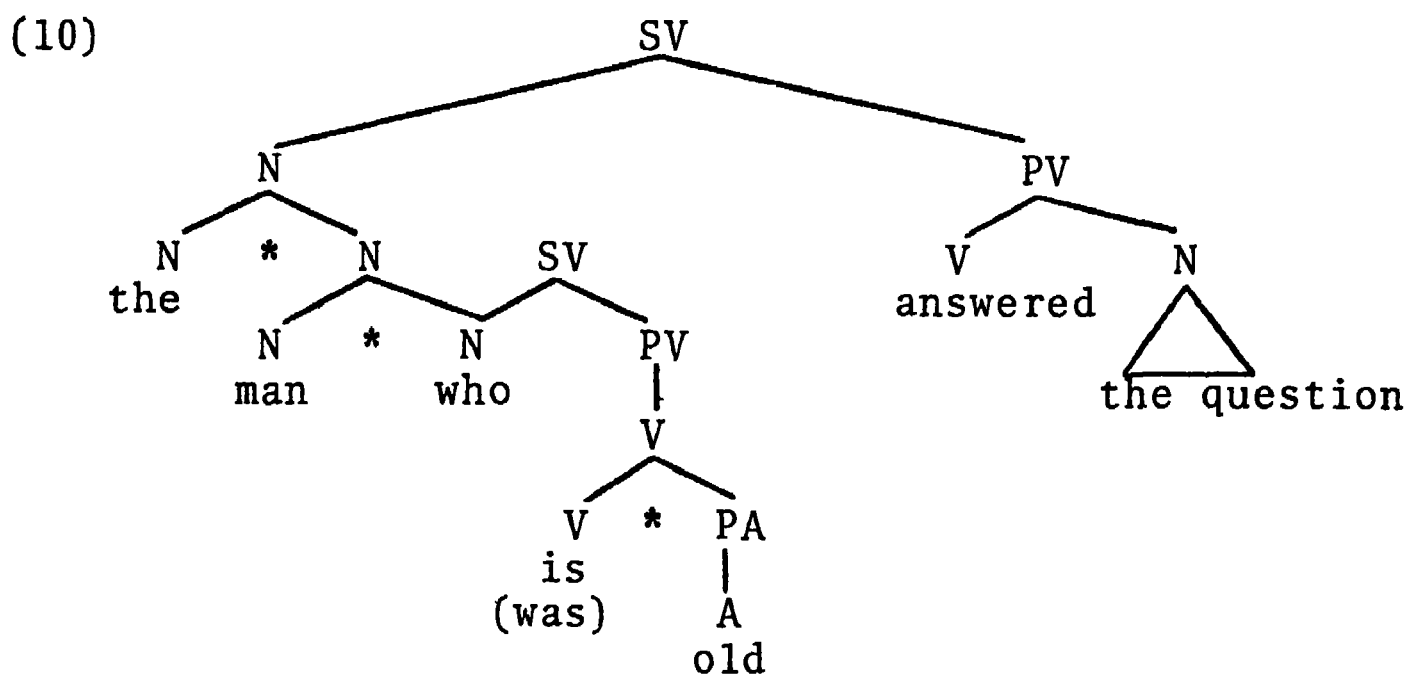 (10) SV
N PV
N * N SV V N
the answered
N * N PV
man who the question
V
V * PA
is
(was) A
old